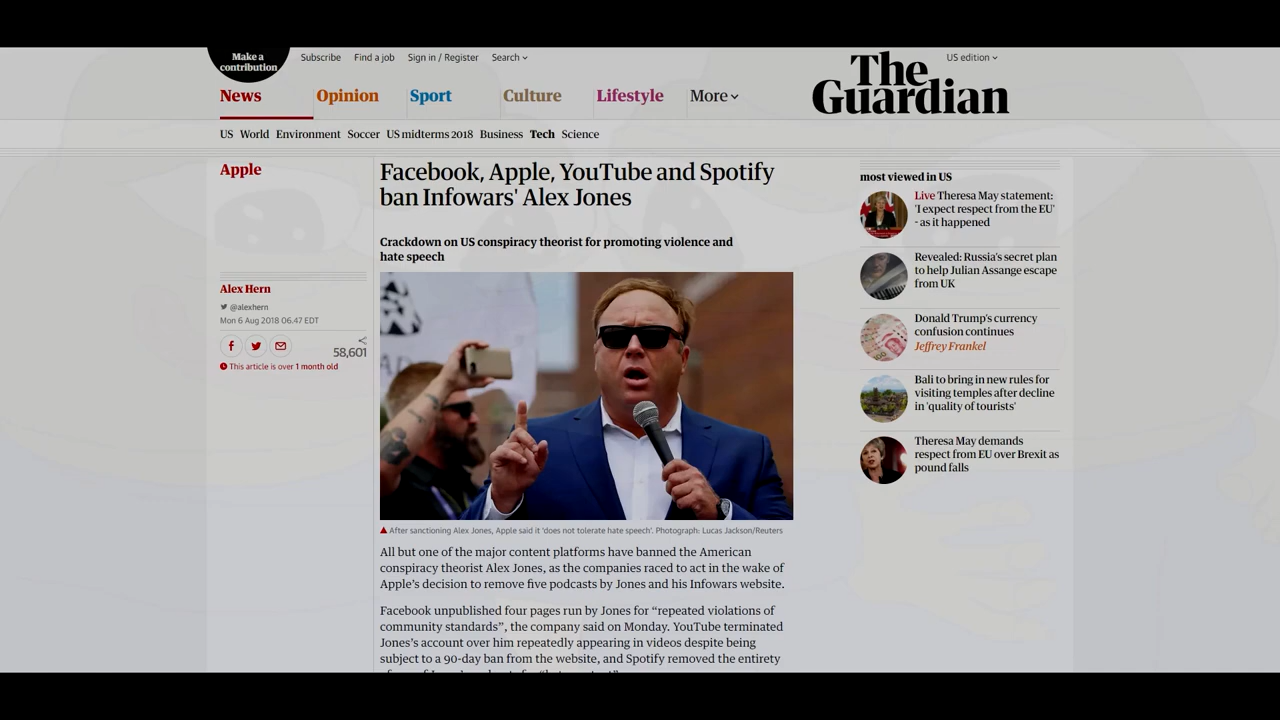 Make a
contribution
Subscribe
Find a job
Sign in / Register
Search
US edition
The
Guardian
News
Opinion
Sport
Culture
Lifestyle
More
US World Environment Soccer US midterms 2018 Business Tech Science
Apple
Facebook, Apple, YouTube and Spotify
ban Infowars' Alex Jones
Crackdown on US conspiracy theorist for promoting violence and
hate speech
Alex Hern
@alexhern
Mon 6 Aug 2018 06.47 EDT
58,601
This article is over 1 month old
After sanctioning Alex Jones, Apple said it 'does not tolerate hate speech'. Photograph: Lucas Jackson/Reuters
All but one of the major content platforms have banned the American
conspiracy theorist Alex Jones, as the companies raced to act in the wake of
Apple's decision to remove five podcasts by Jones and his Infowars website.
Facebook unpublished four pages run by Jones for “repeated violations of
community standards”, the company said on Monday. YouTube terminated
Jones's account over him repeatedly appearing in videos despite being
subject to a 90-day ban from the website, and Spotify removed the entirety
most viewed in US
Live Theresa May statement:
'I expect respect from the EU'
- as it happened
Revealed: Russia's secret plan
to help Julian Assange escape
from UK
Donald Trump's currency
confusion continues
Jeffrey Frankel
Bali to bring in new rules for
visiting temples after decline
in 'quality of tourists'
Theresa May demands
respect from EU over Brexit as
pound falls